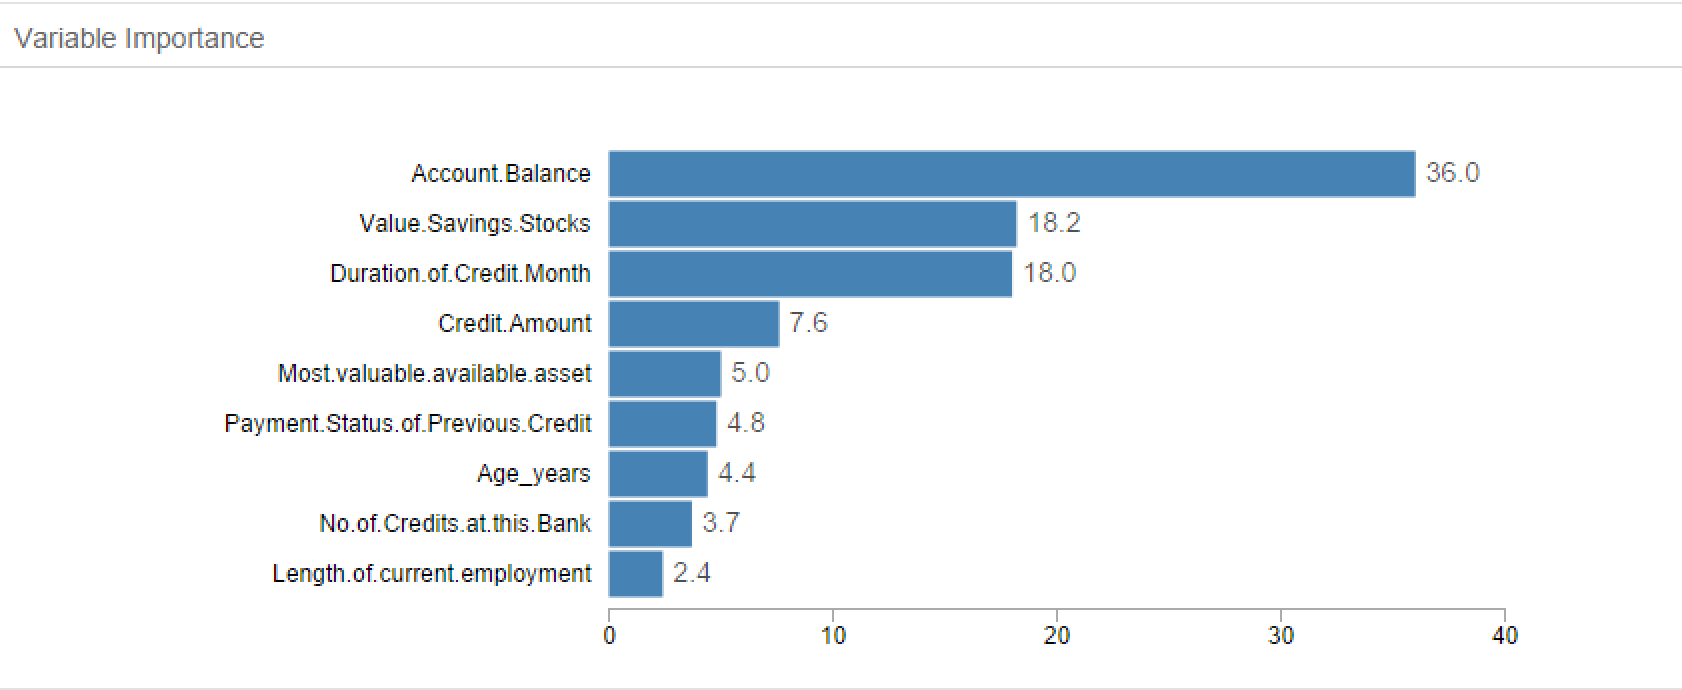 Variable Importance
Account.Balance 36.0
Value.Savings.Stocks 18.2
Duration.of.Credit.Month 18.0
Credit.Amount 7.6
Most.valuable.available.asset 5.0
Payment.Status.of.Previous.Credit 4.8
Age_years 4.4
No.of.Credits.at.this.Bank 3.7
Length.of.current.employment 2.4
0 10 20 30 40